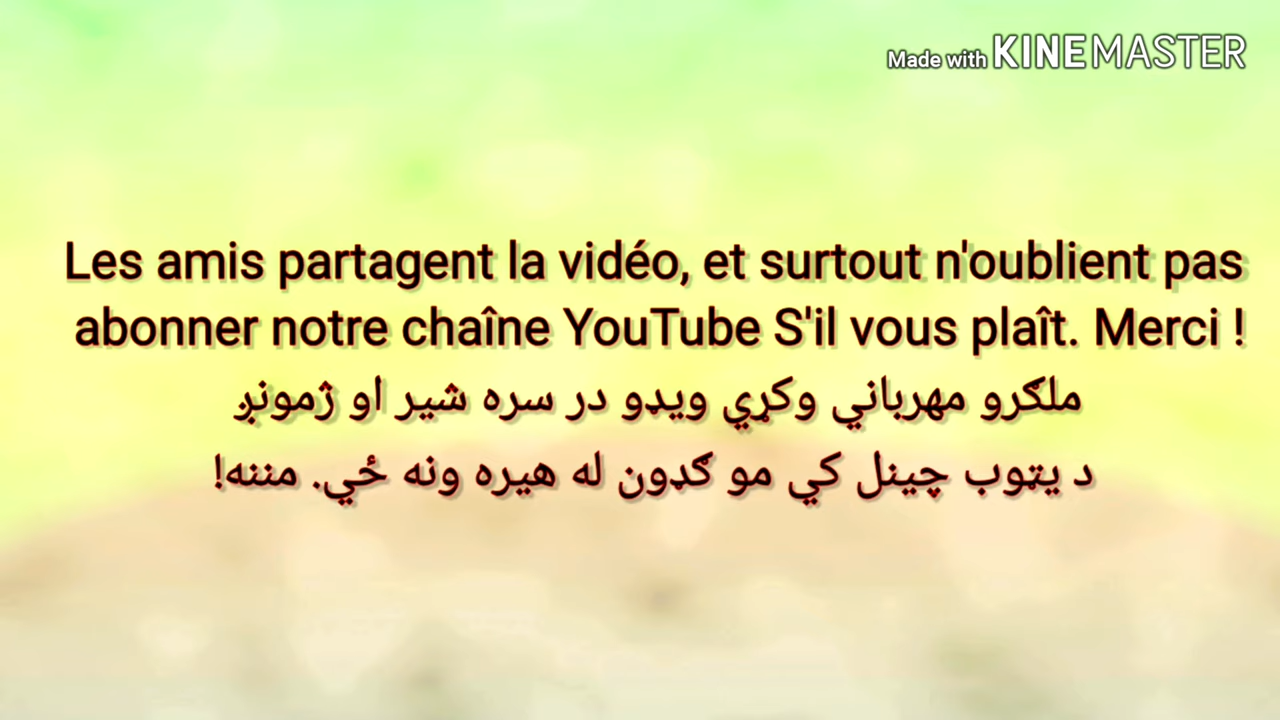 Made with KINEMASTER
Les amis partagent la vidéo, et surtout n'oublient pas
abonner notre chaîne YouTube S'il vous plaît. Merci !
ملګرو مهرباني وکړي ویډو در سره شیر او ژمونږ
د یټوب چینل کي مو ګډون له هیره ونه ځي. مننه!